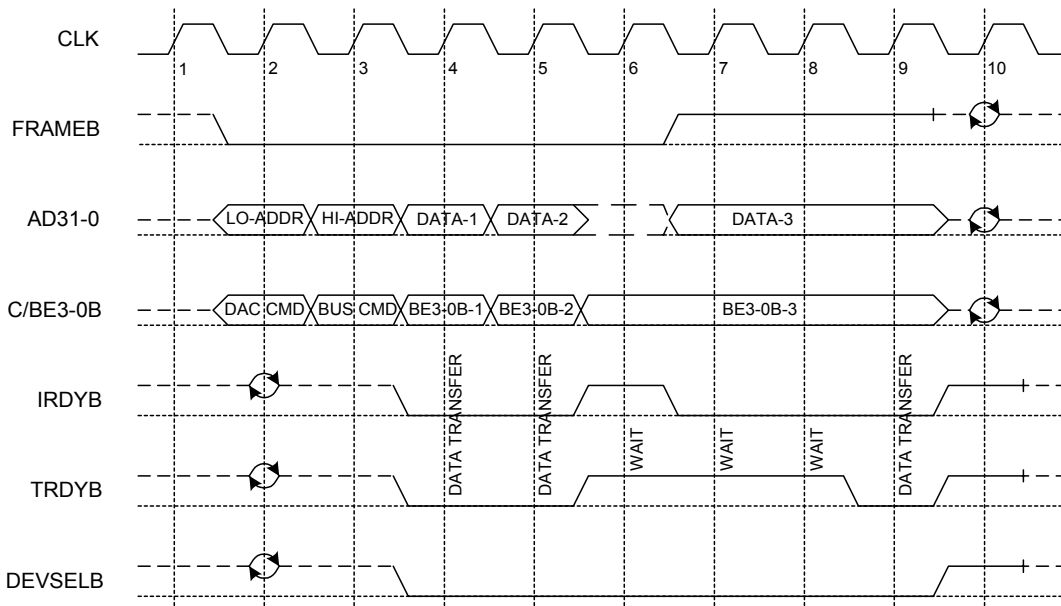 CLK
1 2 3 4 5 6 7 8 9 10
FRAMEB
AD31-0
LO-ADDR HI-ADDR DATA-1 DATA-2 DATA-3
C/BE3-0B
DAC CMD BUS CMD BE3-0B-1 BE3-0B-2 BE3-0B-3
IRDYB
DATA TRANSFER
DATA TRANSFER
WAIT
WAIT
WAIT
DATA TRANSFER
TRDYB
DEVSELB